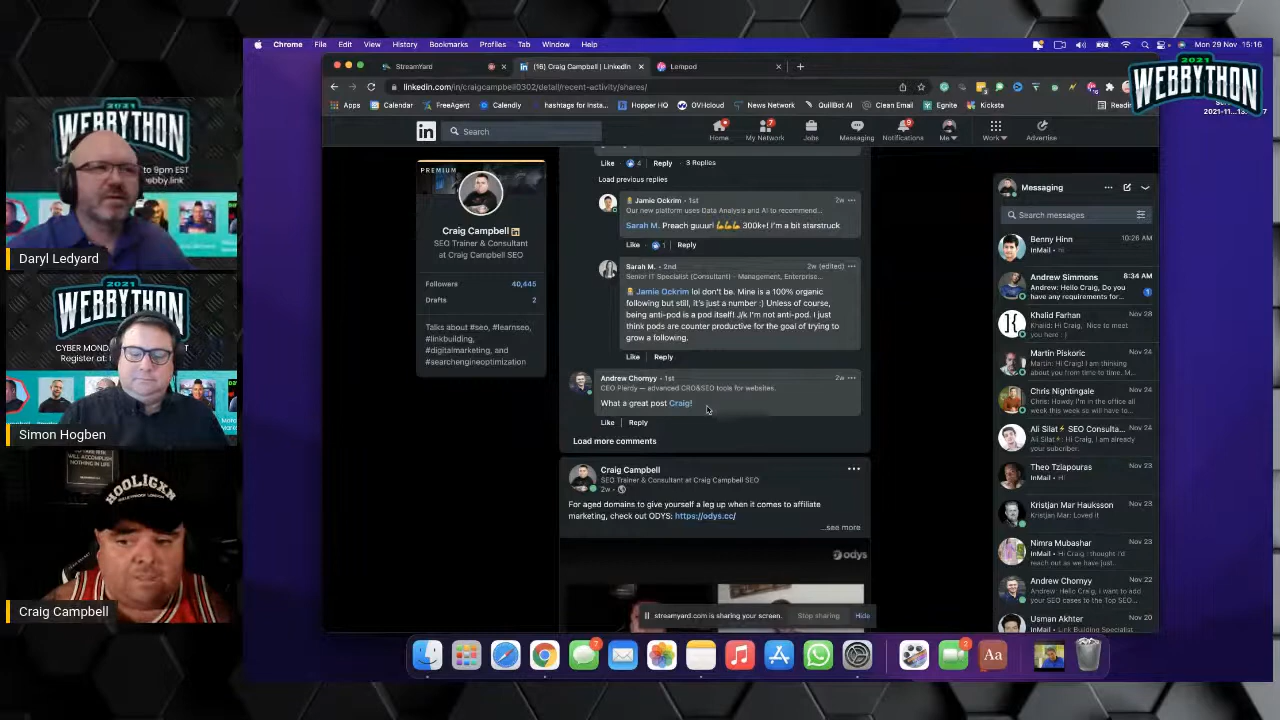 Chrome File Edit View History Bookmarks Profiles Tab Window Help
Mon 29 Nov 15:16
2021
WEBBYTHON
StreamYard
(16) Craig Campbell | LinkedIn
Lempod
linkedin.com/in/craigcampbell0302/detail/recent-activity/shares/
Apps Calendar FreeAgent Calendly hashtags for Insta... Hopper HQ OVHcloud News Network QuillBot AI Clean Email Egnite Kicksta
in Search
Home My Network Jobs Messaging Notifications Me Work Advertise
PREMIUM
Craig Campbell
SEO Trainer & Consultant
at Craig Campbell SEO
Followers 40,445
Drafts 2
Talks about #seo, #learnseo,
#linkbuilding,
#digitalmarketing, and
#searchengineoptimization
Like 4 Reply · 3 Replies
Load previous replies
Jamie Ockrim · 1st 2w
Our new platform uses Data Analysis and AI to recommend...
Sarah M. Preach guuurl 💪💪💪 300k+! I'm a bit starstruck
Like · 1 Reply
Sarah M. · 2nd 2w (edited)
Senior IT Specialist (Consultant) – Management, Enterprise...
Jamie Ockrim lol don't be. Mine is a 100% organic
following but still, it's just a number :) Unless of course,
being anti-pod is a pod itself! J/k I'm not anti-pod. I just
think pods are counter productive for the goal of trying to
grow a following.
Like Reply
Andrew Chornyy · 1st 2w
CEO Plerdy — advanced CRO&SEO tools for websites.
What a great post Craig!
Like Reply
Load more comments
Craig Campbell
SEO Trainer & Consultant at Craig Campbell SEO
2w
For aged domains to give yourself a leg up when it comes to affiliate
marketing, check out ODYS: https://odys.cc/
...see more
odys
streamyard.com is sharing your screen. Stop sharing Hide
Messaging
Search messages
Benny Hinn 10:26 AM
InMail · hi
Andrew Simmons 8:34 AM
Andrew: Hello Craig, Do you
have any requirements for... 1
Khalid Farhan Nov 28
Khalid: Hi Craig, Nice to meet
you here : )
Martin Piskoric Nov 24
Martin: Hi Craig! I am thinking
about you from time to time. M...
Chris Nightingale Nov 24
Chris: Howdy I'm in the office all
week this week so will have to...
Ali Silat⚡ SEO Consulta... Nov 24
Ali Silat⚡: Hi Craig, I am already
your subcriber.
Theo Tziapouras Nov 23
InMail · Hi
Kristjan Mar Hauksson Nov 23
Kristjan Mar: Loved it
Nimra Mubashar Nov 23
InMail · Hi Craig I thought I'd
reach out as we have just...
Andrew Chornyy Nov 22
Andrew: Hello Craig, I want to add
your SEO cases to the Top SEO...
Usman Akhter Nov 20
InMail · Link Building Specialist
WEBBYTHON
to 9pm EST
webby.link
Daryl Ledyard
WEBBYTHON
CYBER MOND
Register at:
Simon Hogben
WILL ACCOMPLISH
NOTHING IN LIFE
HOOLIGXN
Craig Campbell
7
2
Aa